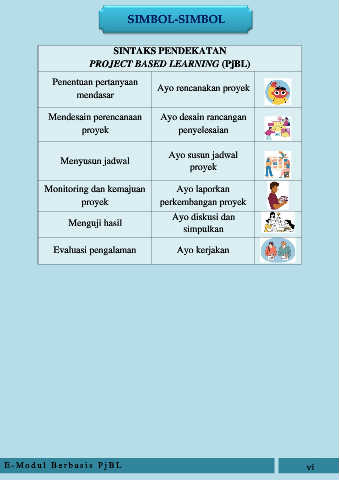 SIMBOL-SIMBOL
SINTAKS PENDEKATAN
PROJECT BASED LEARNING (PjBL)
Penentuan pertanyaan
mendasar
Ayo rencanakan proyek
Mendesain perencanaan
proyek
Ayo desain rancangan
penyelesaian
Menyusun jadwal
Ayo susun jadwal
proyek
Monitoring dan kemajuan
proyek
Ayo laporkan
perkembangan proyek
Menguji hasil
Ayo diskusi dan
simpulkan
Evaluasi pengalaman
Ayo kerjakan
E-Modul Berbasis PjBL
vi